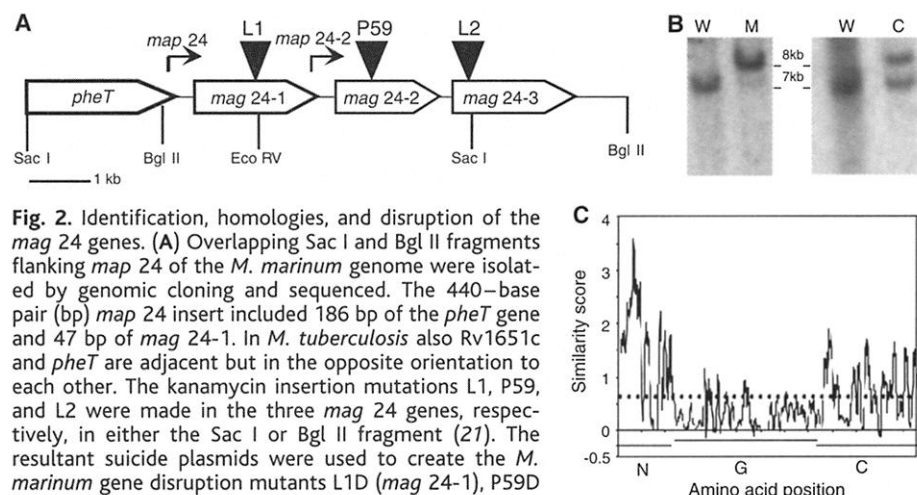 A
map 24
L1
map 24-2
P59
L2
pheT
mag 24-1
mag 24-2
mag 24-3
Sac I
Bgl II
Eco RV
Sac I
Bgl II
1 kb
B
W M W C
8kb
7kb
Fig. 2. Identification, homologies, and disruption of the
mag 24 genes. (A) Overlapping Sac I and Bgl II fragments
flanking map 24 of the M. marinum genome were isolat-
ed by genomic cloning and sequenced. The 440–base
pair (bp) map 24 insert included 186 bp of the pheT gene
and 47 bp of mag 24-1. In M. tuberculosis also Rv1651c
and pheT are adjacent but in the opposite orientation to
each other. The kanamycin insertion mutations L1, P59,
and L2 were made in the three mag 24 genes, respec-
tively, in either the Sac I or Bgl II fragment (21). The
resultant suicide plasmids were used to create the M.
marinum gene disruption mutants L1D (mag 24-1), P59D
C
Similarity score
4
3
2
1
0
-0.5
N G C
Amino acid position